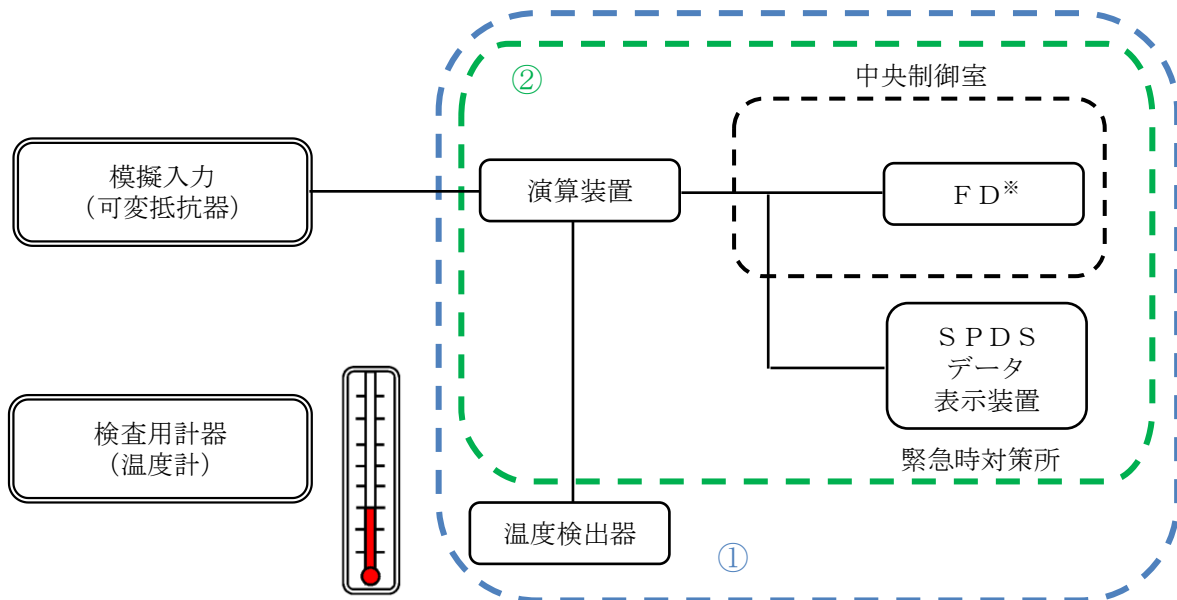 ②
中央制御室
模擬入力
（可変抵抗器）
演算装置
ＦＤ※
ＳＰＤＳ
データ
表示装置
検査用計器
（温度計）
緊急時対策所
温度検出器
①